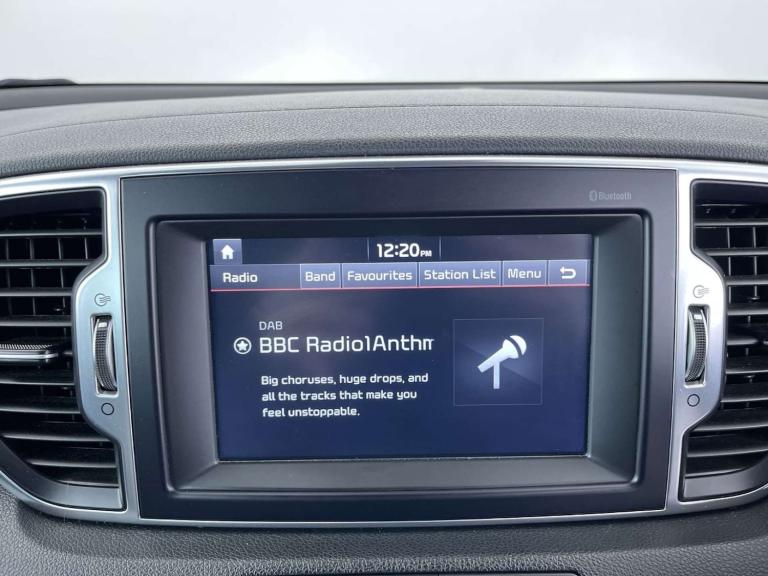 Bluetooth
12:20PM
Radio Band Favourites Station List Menu
DAB
BBC Radio1Anthm
Big choruses, huge drops, and
all the tracks that make you
feel unstoppable.